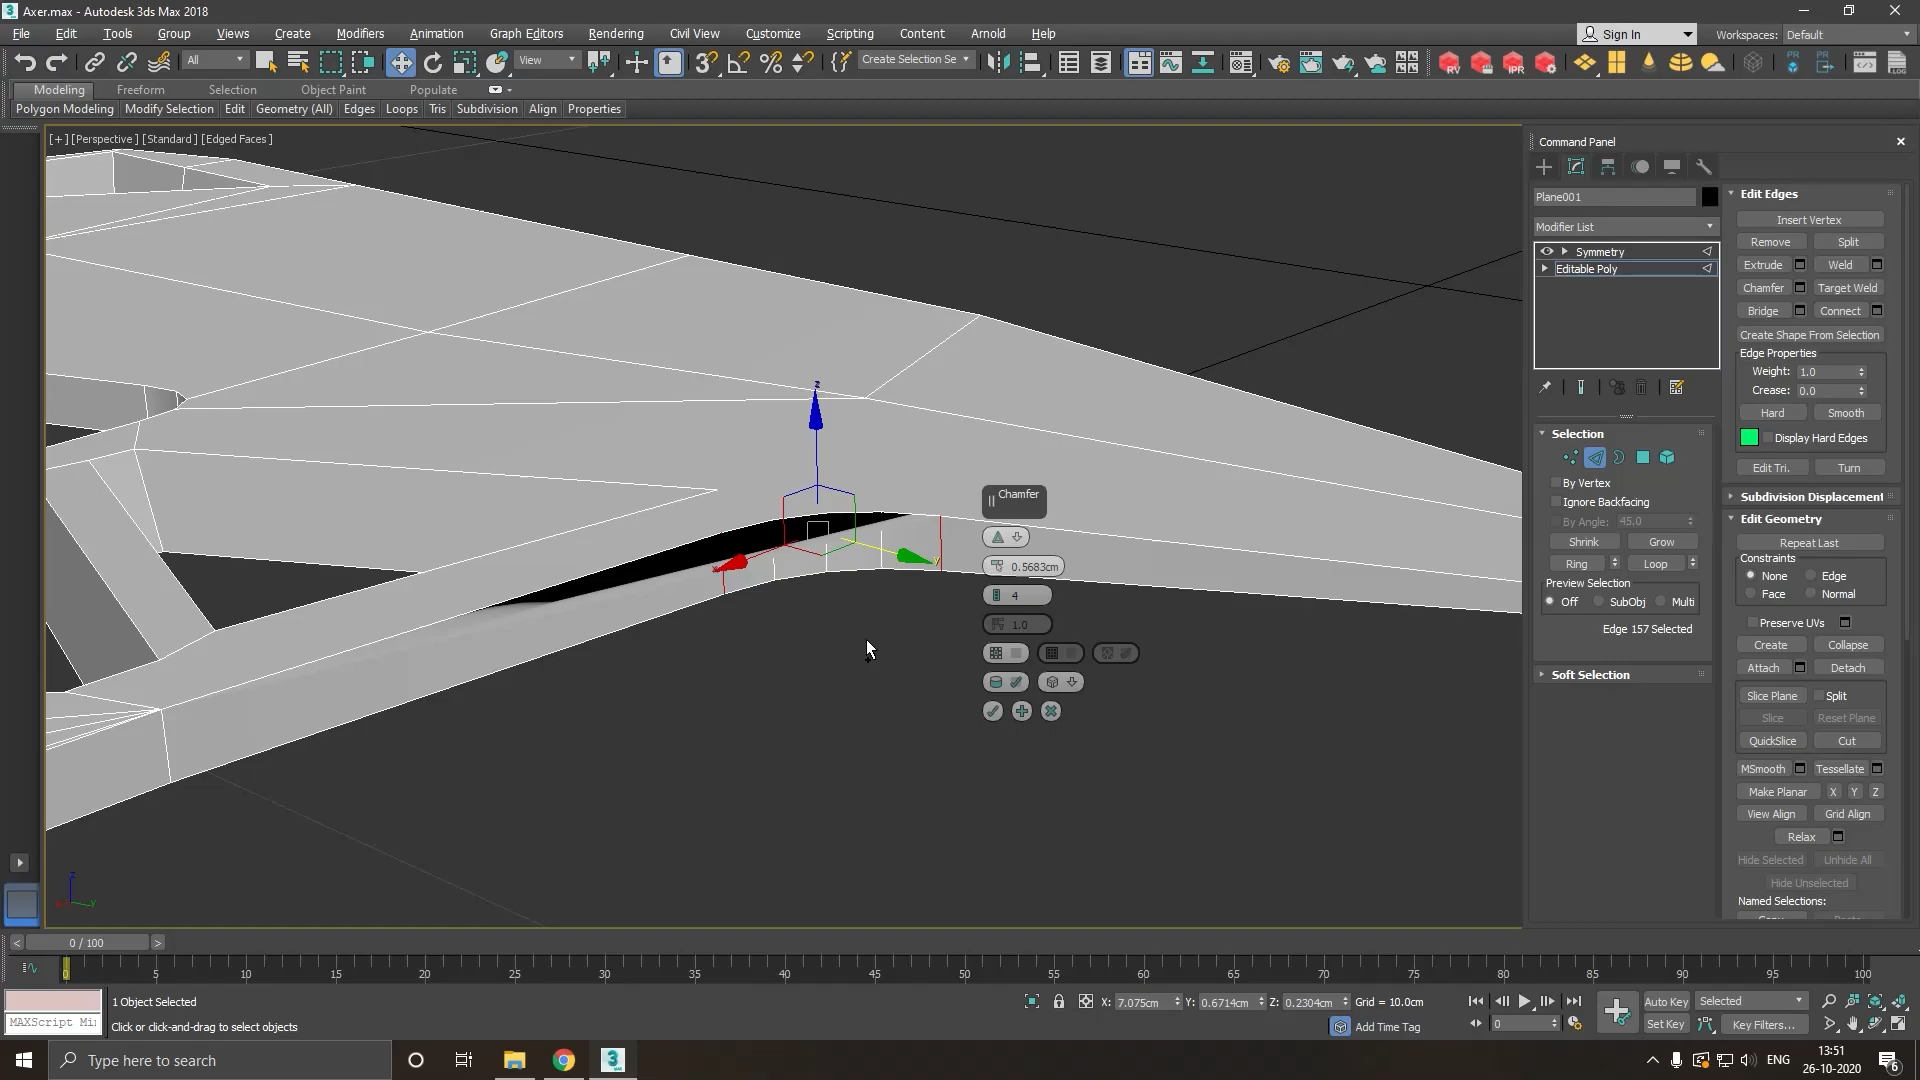 Axer.max - Autodesk 3ds Max 2018
File Edit Tools Group Views Create Modifiers Animation Graph Editors Rendering Civil View Customize Scripting Content Arnold Help
Sign In Workspaces: Default
All View Create Selection Se
Modeling Freeform Selection Object Paint Populate
Polygon Modeling Modify Selection Edit Geometry (All) Edges Loops Tris Subdivision Align Properties
[+] [Perspective ] [Standard ] [Edged Faces ]
Command Panel
Plane001
Modifier List
Symmetry
Editable Poly
Selection
By Vertex
Ignore Backfacing
By Angle: 45.0
Shrink Grow
Ring Loop
Preview Selection
Off SubObj Multi
Edge 157 Selected
Soft Selection
Edit Edges
Insert Vertex
Remove Split
Extrude Weld
Chamfer Target Weld
Bridge Connect
Create Shape From Selection
Edge Properties
Weight: 1.0
Crease: 0.0
Hard Smooth
Display Hard Edges
Edit Tri. Turn
Subdivision Displacement
Edit Geometry
Repeat Last
Constraints
None Edge
Face Normal
Preserve UVs
Create Collapse
Attach Detach
Slice Plane Split
Slice Reset Plane
QuickSlice Cut
MSmooth Tessellate
Make Planar X Y Z
View Align Grid Align
Relax
Hide Selected Unhide All
Hide Unselected
Named Selections:
z
x
y
Chamfer
0.5683cm
4
1.0
z
y
< 0 / 100 >
0 5 10 15 20 25 30 35 40 45 50 55 60 65 70 75 80 85 90 95 100
1 Object Selected
MAXScript Mi
Click or click-and-drag to select objects
X: 7.075cm Y: 0.6714cm Z: 0.2304cm Grid = 10.0cm
Add Time Tag
0
Auto Key Selected
Set Key Key Filters...
Type here to search
3
MAX
ENG
13:51
26-10-2020
6